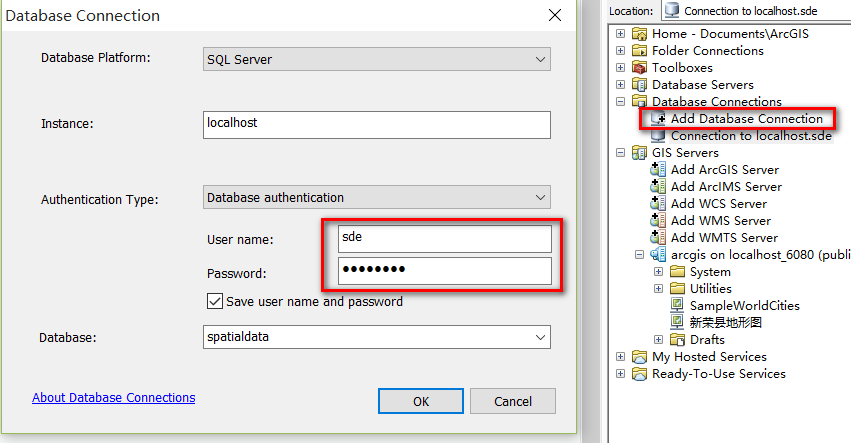 Database Connection
Database Platform:
SQL Server
Instance:
localhost
Authentication Type:
Database authentication
User name:
sde
Password:
●●●●●●●●
Save user name and password
Database:
spatialdata
About Database Connections
OK
Cancel
Location:
Connection to localhost.sde
Home - Documents\ArcGIS
Folder Connections
Toolboxes
Database Servers
Database Connections
Add Database Connection
Connection to localhost.sde
GIS Servers
Add ArcGIS Server
Add ArcIMS Server
Add WCS Server
Add WMS Server
Add WMTS Server
arcgis on localhost_6080 (publi
System
Utilities
SampleWorldCities
新荣县地形图
Drafts
My Hosted Services
Ready-To-Use Services